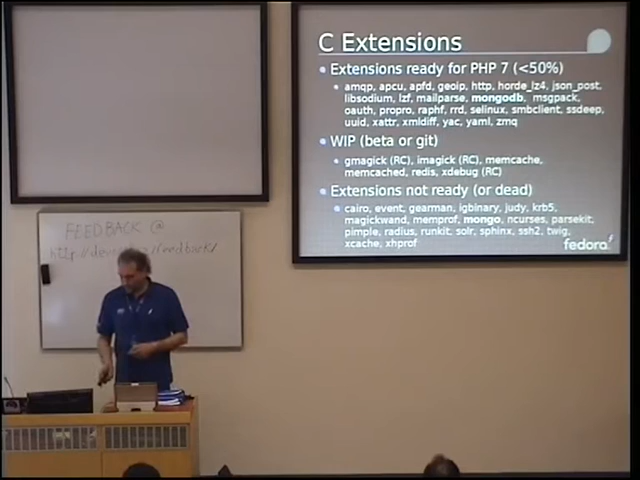 C Extensions
Extensions ready for PHP 7 (<50%)
amqp, apcu, apfd, geoip, http, horde_lz4, json_post,
libsodium, lzf, mailparse, mongodb, msgpack,
oauth, propro, raphf, rrd, selinux, smbclient, ssdeep,
uuid, xattr, xmldiff, yac, yaml, zmq
WIP (beta or git)
gmagick (RC), imagick (RC), memcache,
memcached, redis, xdebug (RC)
Extensions not ready (or dead)
cairo, event, gearman, igbinary, judy, krb5,
magickwand, memprof, mongo, ncurses, parsekit,
pimple, radius, runkit, solr, sphinx, ssh2, twig,
xcache, xhprof
fedora
FEEDBACK @
/feedback/